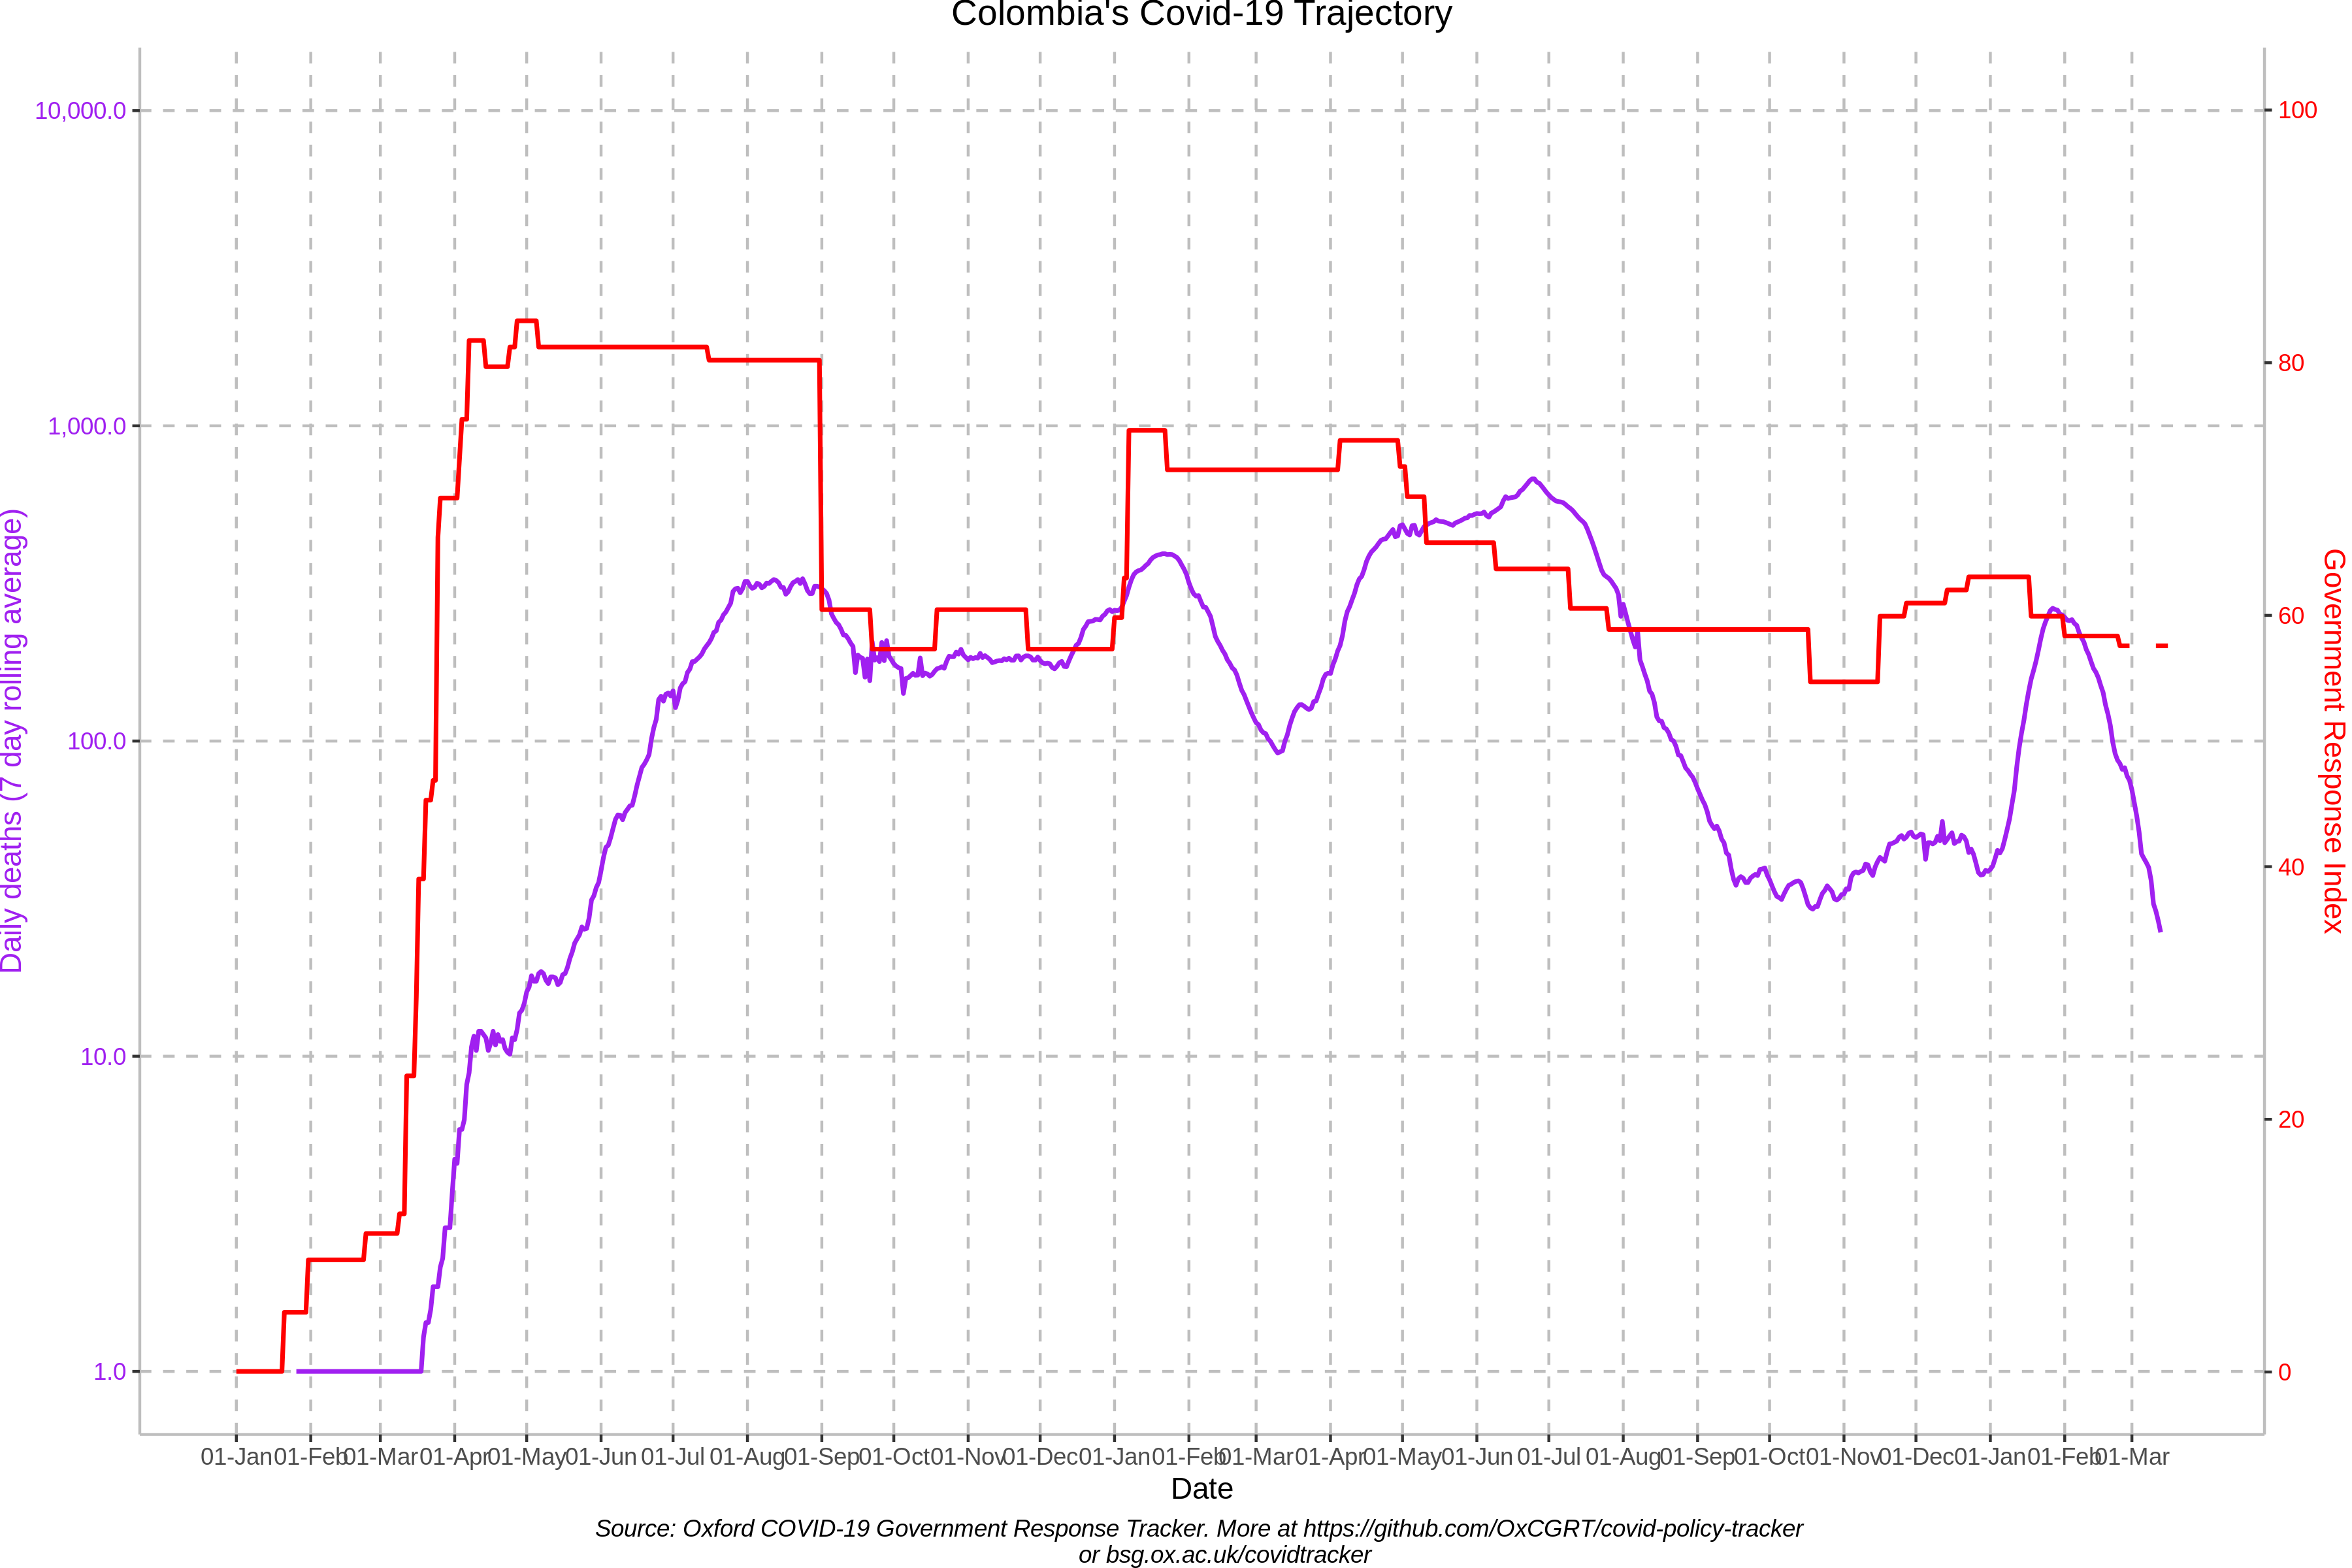 Colombia's Covid-19 Trajectory
10,000.0
1,000.0
100.0
10.0
1.0
Daily deaths (7 day rolling average)
100
80
60
40
20
0
Government Response Index
01-Jan 01-Feb 01-Mar 01-Apr 01-May 01-Jun 01-Jul 01-Aug 01-Sep 01-Oct 01-Nov 01-Dec 01-Jan 01-Feb 01-Mar 01-Apr 01-May 01-Jun 01-Jul 01-Aug 01-Sep 01-Oct 01-Nov 01-Dec 01-Jan 01-Feb 01-Mar
Date
Source: Oxford COVID-19 Government Response Tracker. More at https://github.com/OxCGRT/covid-policy-tracker
or bsg.ox.ac.uk/covidtracker